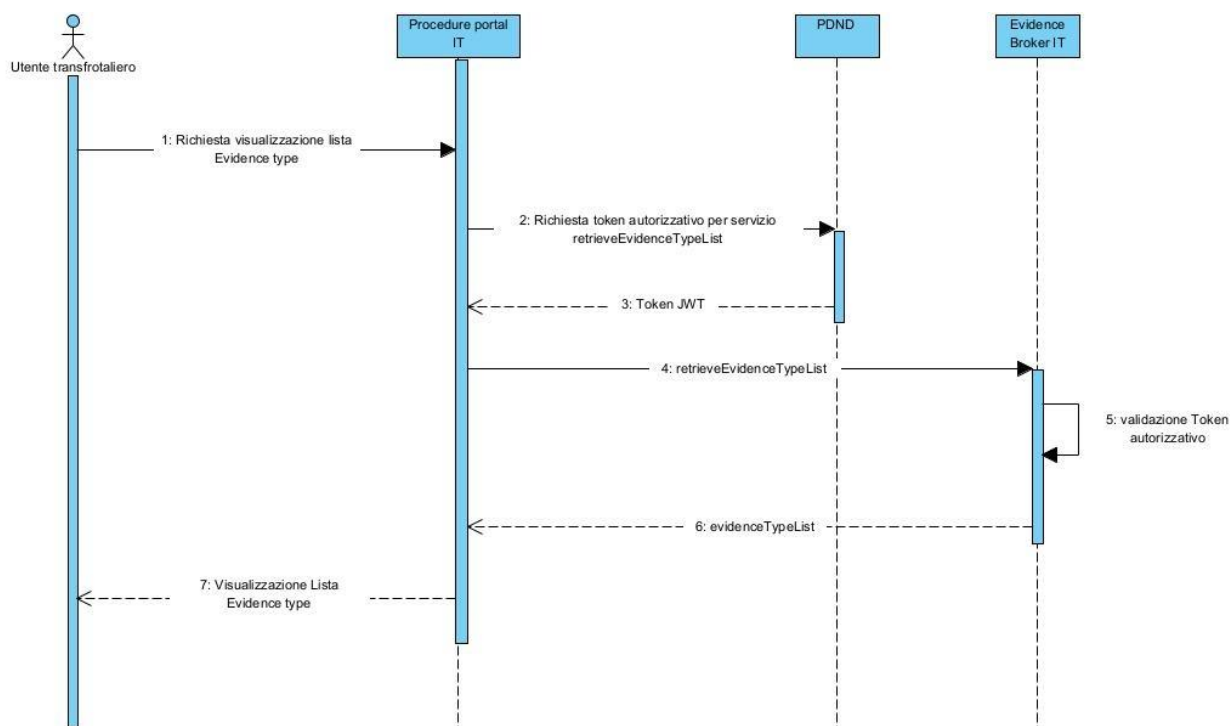 Procedure portal
IT
PDND
Evidence
Broker IT
Utente transfrotaliero
1: Richiesta visualizzazione lista
Evidence type
2: Richiesta token autorizzativo per servizio
retrieveEvidenceTypeList
3: Token JWT
4: retrieveEvidenceTypeList
5: validazione Token
autorizzativo
6: evidenceTypeList
7: Visualizzazione Lista
Evidence type